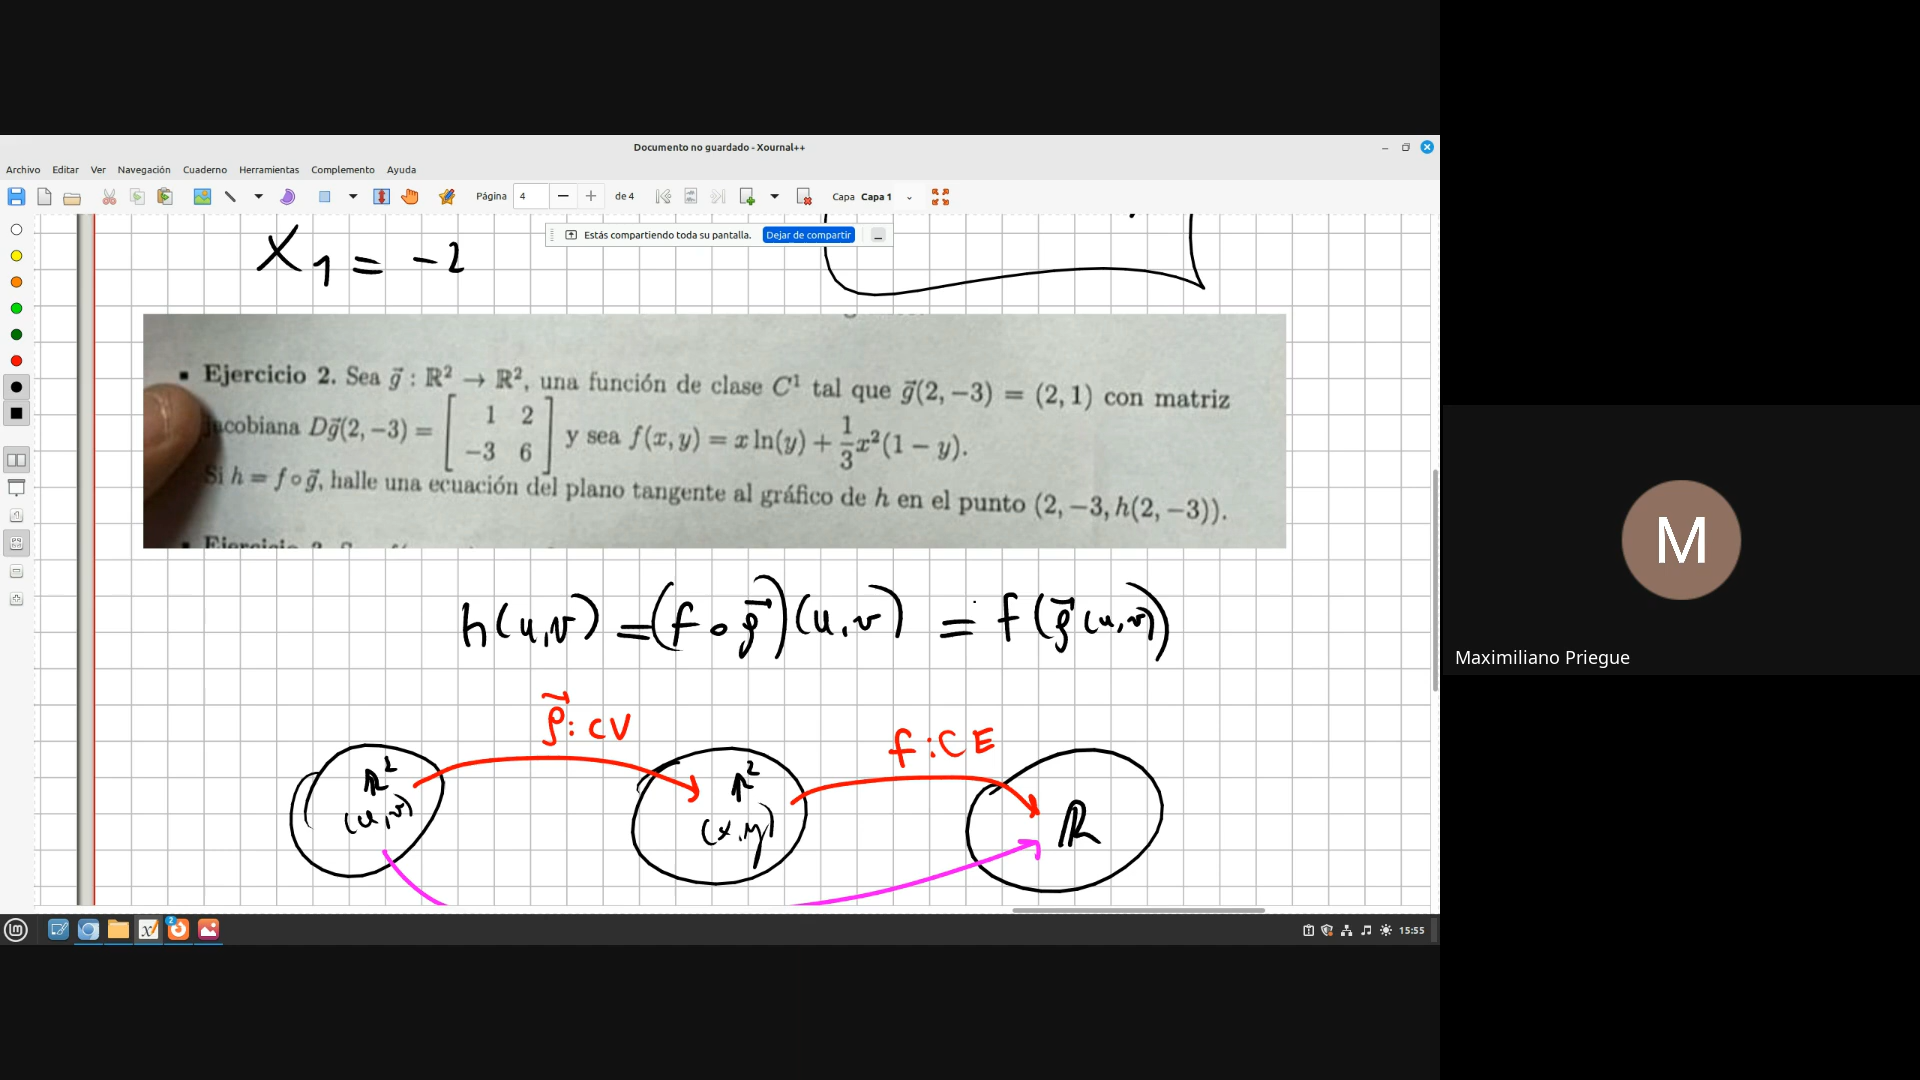 Documento no guardado - Xournal++
Archivo Editar Ver Navegación Cuaderno Herramientas Complemento Ayuda
Página 4 de 4 Capa Capa 1
Estás compartiendo toda su pantalla. Dejar de compartir
X₁ = -2
▪ Ejercicio 2. Sea g⃗ : ℝ² → ℝ², una función de clase C¹ tal que g⃗(2, −3) = (2, 1) con matriz
jacobiana Dg⃗(2, −3) = [ 1 2 ; −3 6 ] y sea f(x, y) = x ln(y) + 1/3 x²(1 − y).
Si h = f ∘ g⃗, halle una ecuación del plano tangente al gráfico de h en el punto (2, −3, h(2, −3)).
h(u,v) = (f ∘ g⃗)(u,v) = f(g⃗(u,v))
g⃗: CV
f: CE
ℝ²
(u,v)
ℝ²
(x,y)
ℝ
M
Maximiliano Priegue
2
15:55